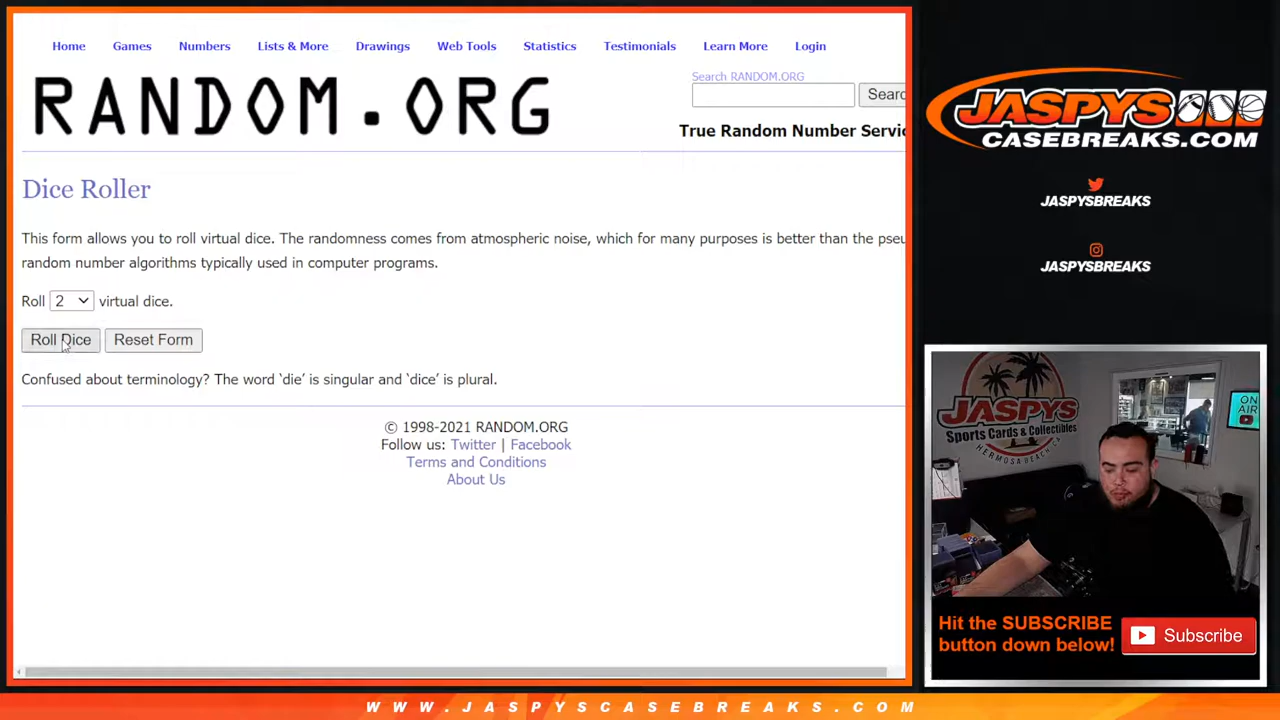 Home Games Numbers Lists & More Drawings Web Tools Statistics Testimonials Learn More Login
RANDOM.ORG
Search RANDOM.ORG
Searc
True Random Number Servic
Dice Roller
This form allows you to roll virtual dice. The randomness comes from atmospheric noise, which for many purposes is better than the pseu
random number algorithms typically used in computer programs.
Roll 2 virtual dice.
Roll Dice Reset Form
Confused about terminology? The word ‘die’ is singular and ‘dice’ is plural.
© 1998-2021 RANDOM.ORG
Follow us: Twitter | Facebook
Terms and Conditions
About Us
JASPYS
CASEBREAKS.COM
JASPYSBREAKS
JASPYSBREAKS
JASPYS
Sports Cards & Collectibles
HERMOSA BEACH, CA
ON
AIR
Hit the SUBSCRIBE
button down below!
Subscribe
WWW.JASPYSCASEBREAKS.COM